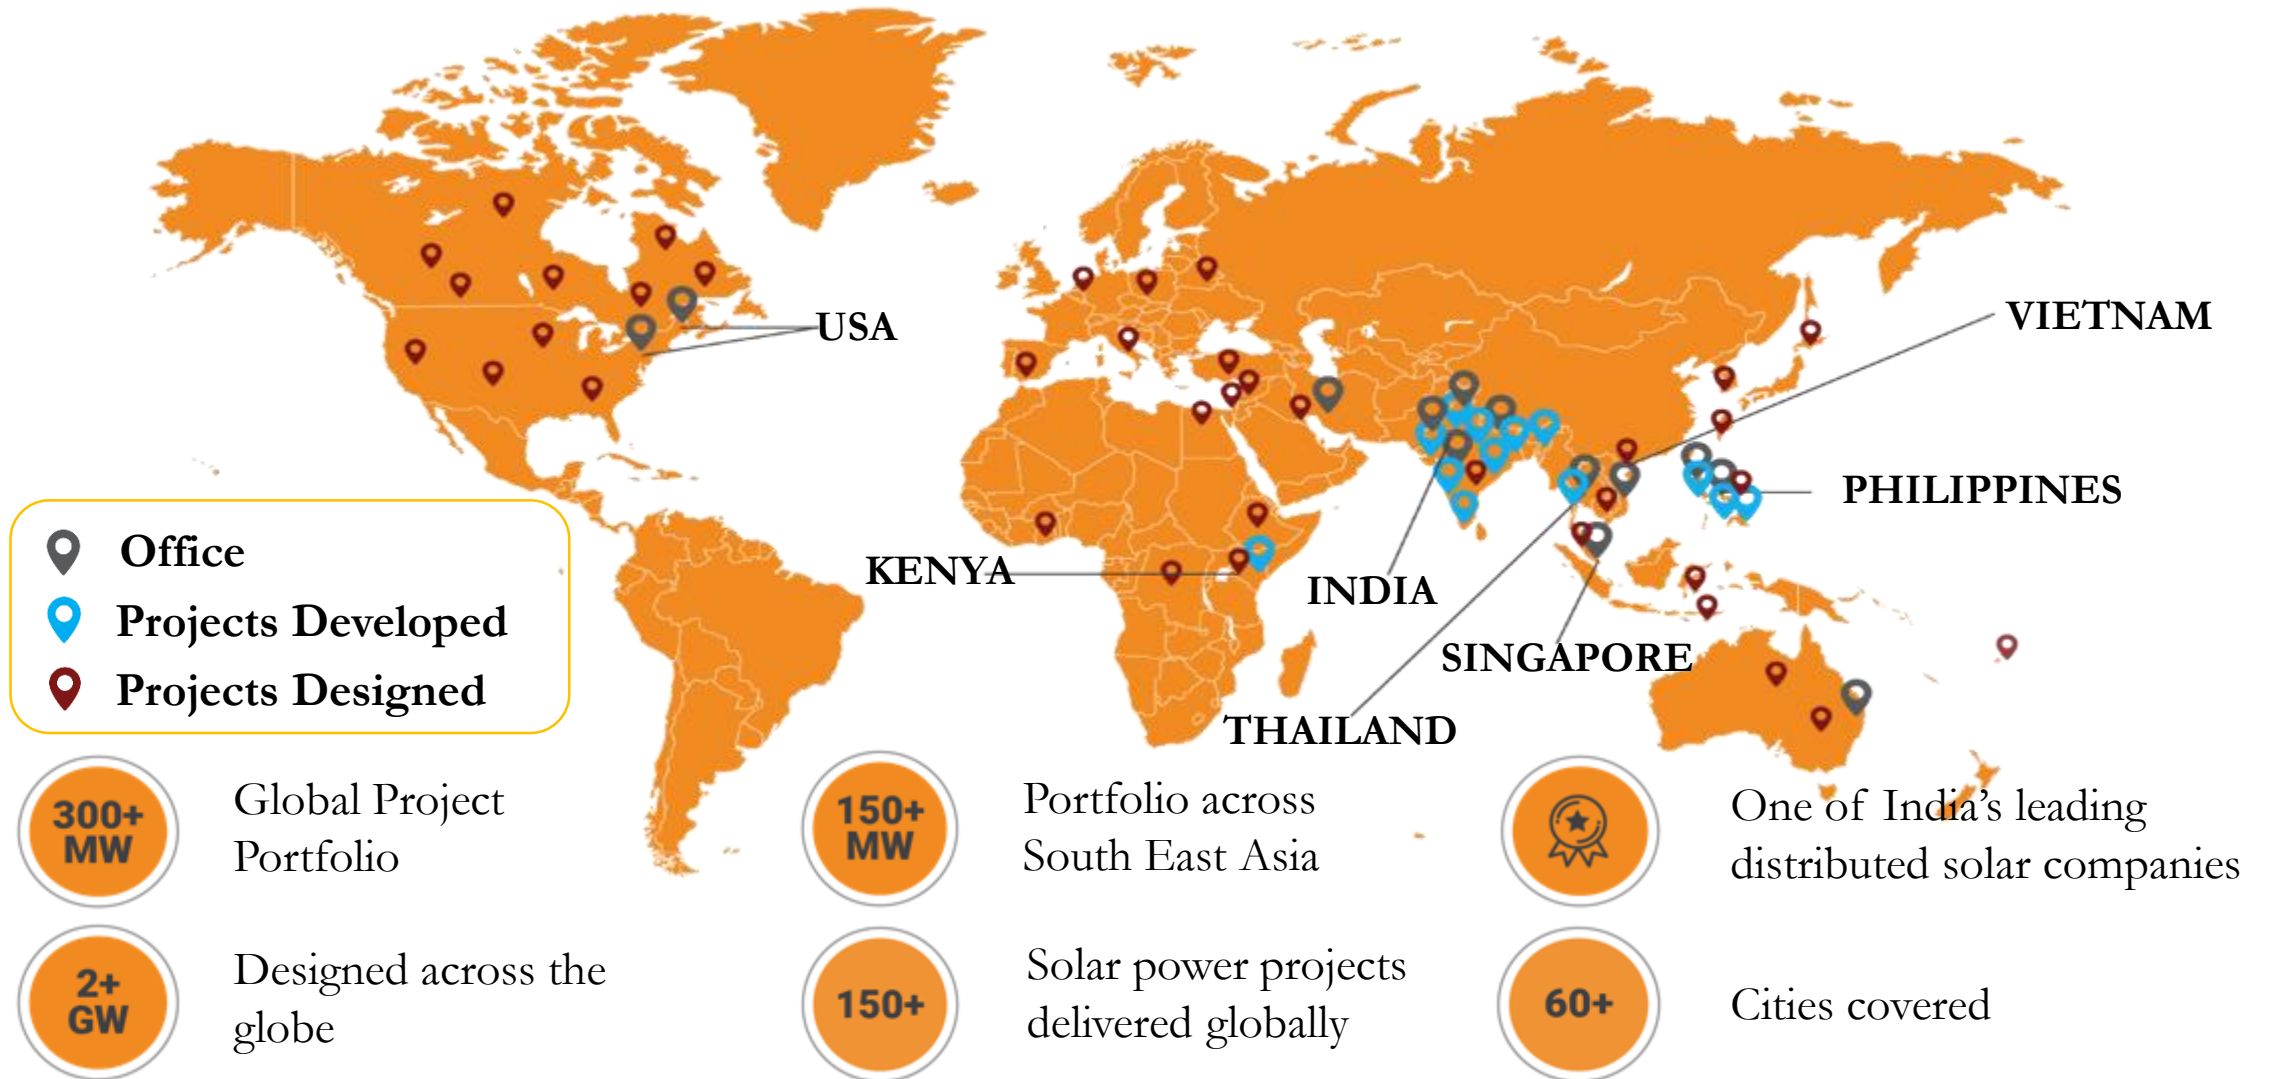 USA
VIETNAM
PHILIPPINES
KENYA
INDIA
SINGAPORE
THAILAND
Office
Projects Developed
Projects Designed
300+
MW
Global Project
Portfolio
150+
MW
Portfolio across
South East Asia
One of India's leading
distributed solar companies
2+
GW
Designed across the
globe
150+
Solar power projects
delivered globally
60+
Cities covered